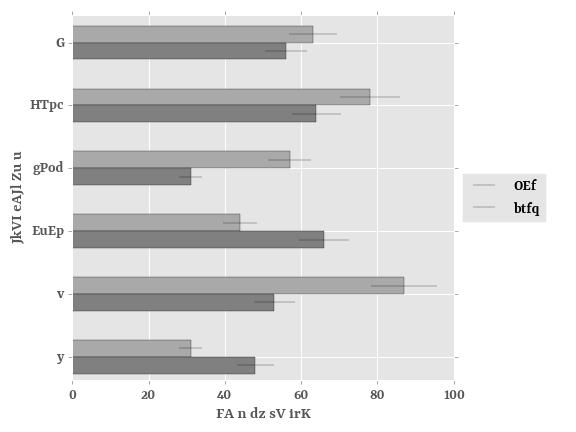 G
HTpc
gPod
EuEp
v
y
JkVI eAJl Zu u
0 20 40 60 80 100
FA n dz sV irK
OEf
btfq